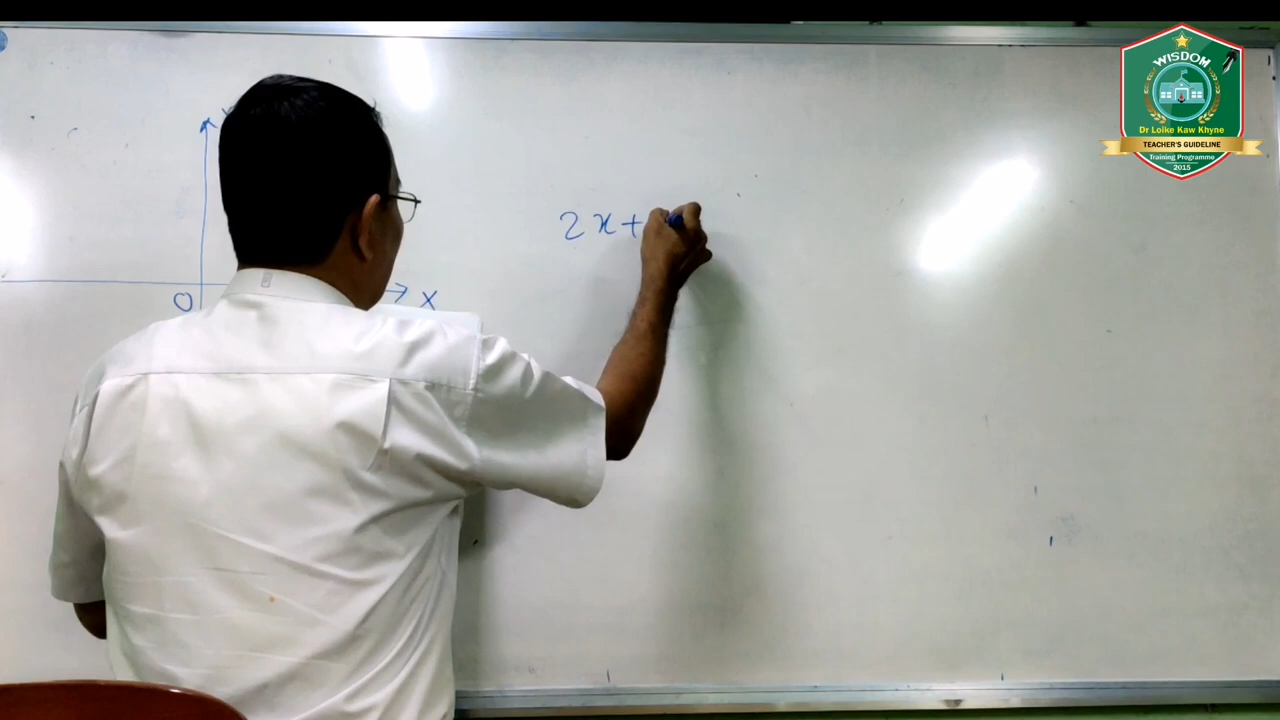 2x+
O
X
WISDOM
Dr Loike Kaw Khyne
TEACHER'S GUIDELINE
Training Programme
2015